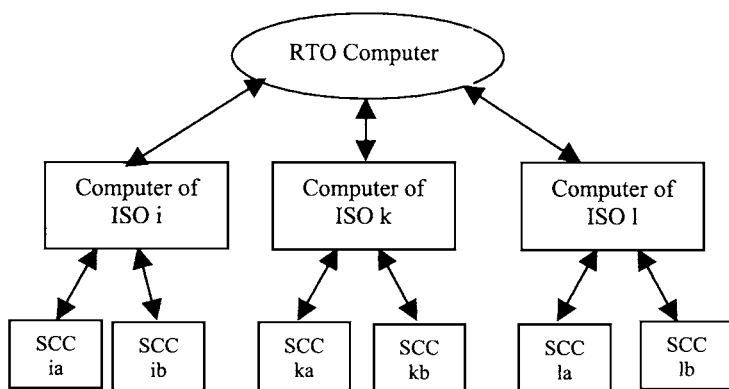 RTO Computer
Computer of
ISO i
Computer of
ISO k
Computer of
ISO l
SCC
ia
SCC
ib
SCC
ka
SCC
kb
SCC
la
SCC
lb